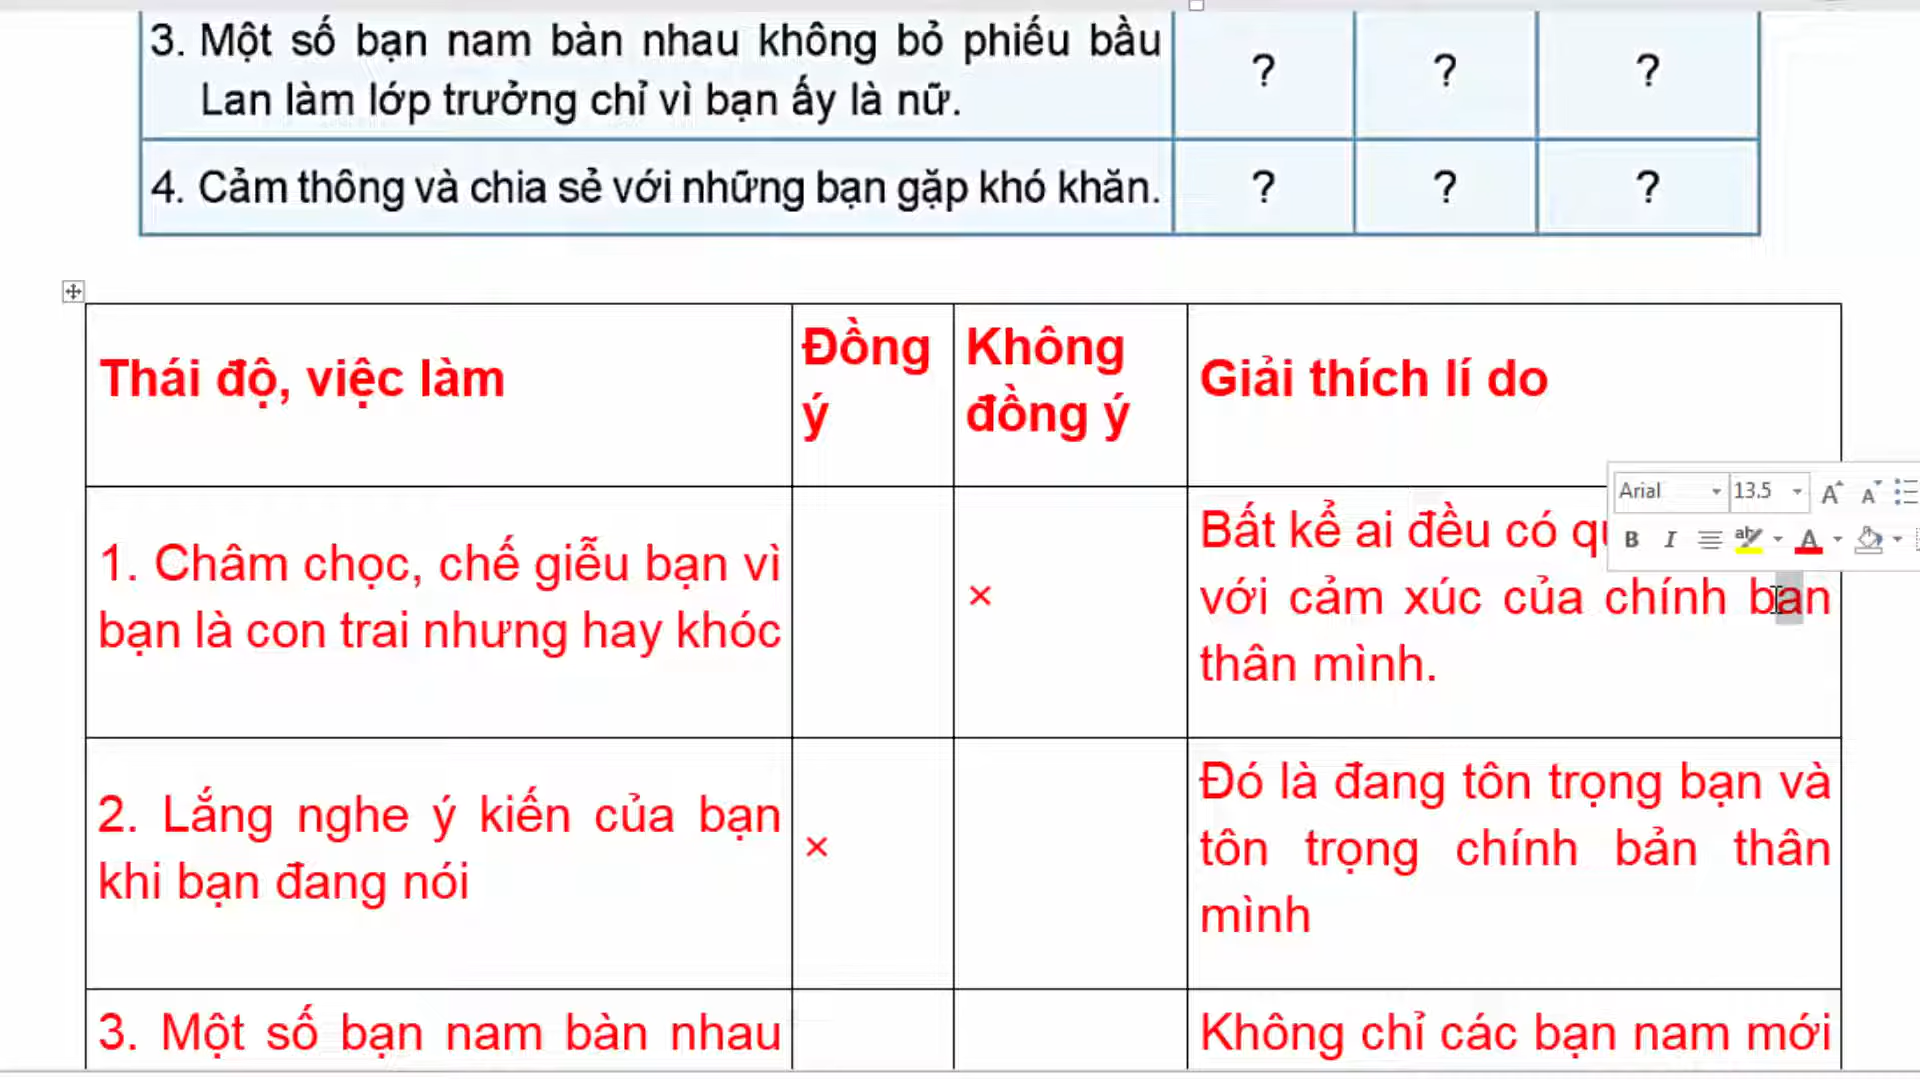 3. Một số bạn nam bàn nhau không bỏ phiếu bầu
Lan làm lớp trưởng chỉ vì bạn ấy là nữ.
? ? ?
4. Cảm thông và chia sẻ với những bạn gặp khó khăn.
? ? ?
Thái độ, việc làm
Đồng
ý
Không
đồng ý
Giải thích lí do
1. Châm chọc, chế giễu bạn vì
bạn là con trai nhưng hay khóc
×
Bất kể ai đều có
với cảm xúc của chính bản
thân mình.
Arial 13.5
B I A
2. Lắng nghe ý kiến của bạn
khi bạn đang nói
×
Đó là đang tôn trọng bạn và
tôn trọng chính bản thân
mình
3. Một số bạn nam bàn nhau
Không chỉ các bạn nam mới